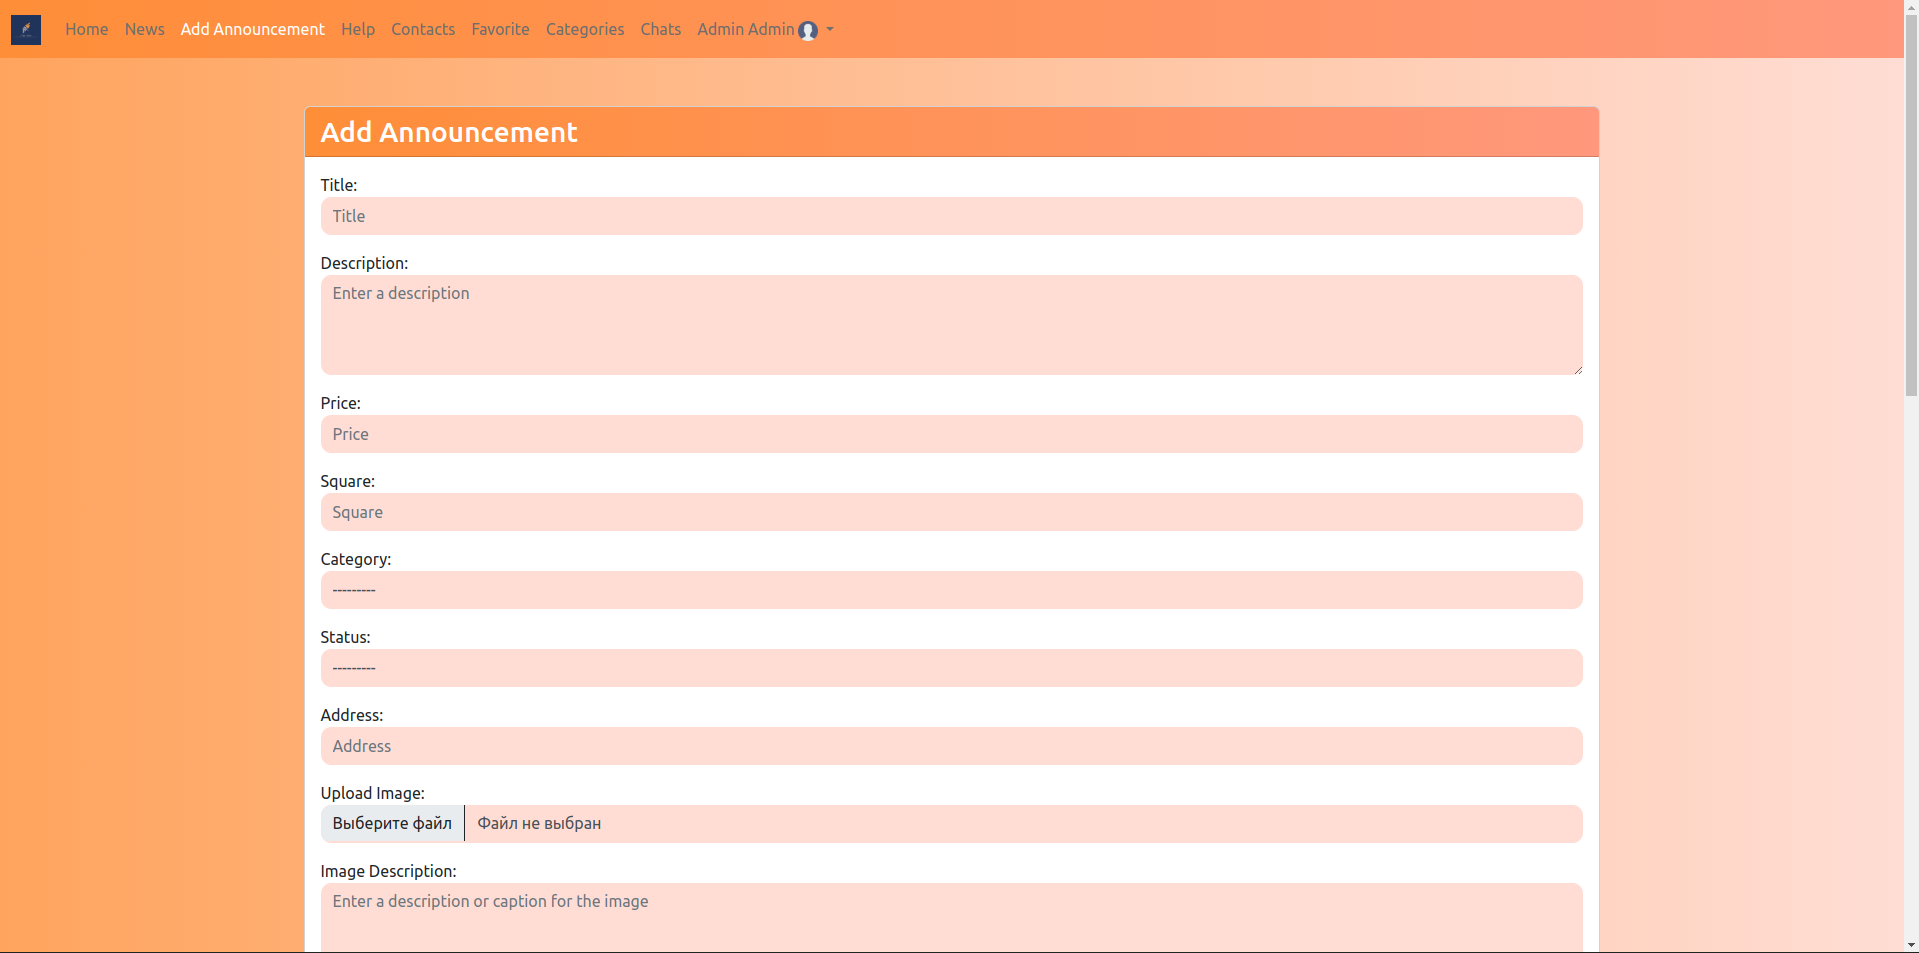 Home News Add Announcement Help Contacts Favorite Categories Chats Admin Admin
Add Announcement
Title:
Title
Description:
Enter a description
Price:
Price
Square:
Square
Category:
---------
Status:
---------
Address:
Address
Upload Image:
Выберите файл Файл не выбран
Image Description:
Enter a description or caption for the image